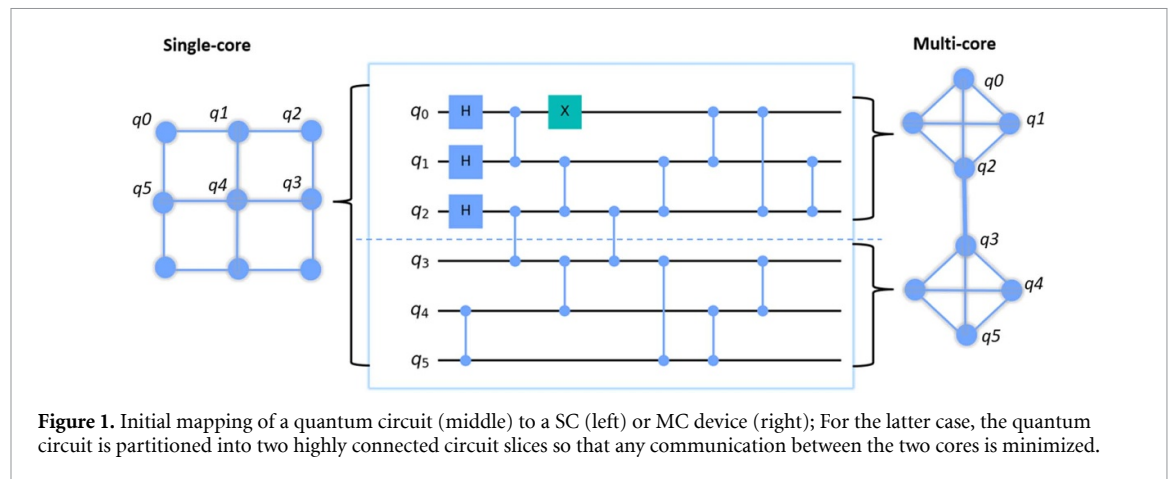 Single-core
Multi-core
q0
q1
q2
q5
q4
q3
q0 H X
q1 H
q2 H
q3
q4
q5
q0
q1
q2
q3
q4
q5
Figure 1. Initial mapping of a quantum circuit (middle) to a SC (left) or MC device (right); For the latter case, the quantum
circuit is partitioned into two highly connected circuit slices so that any communication between the two cores is minimized.